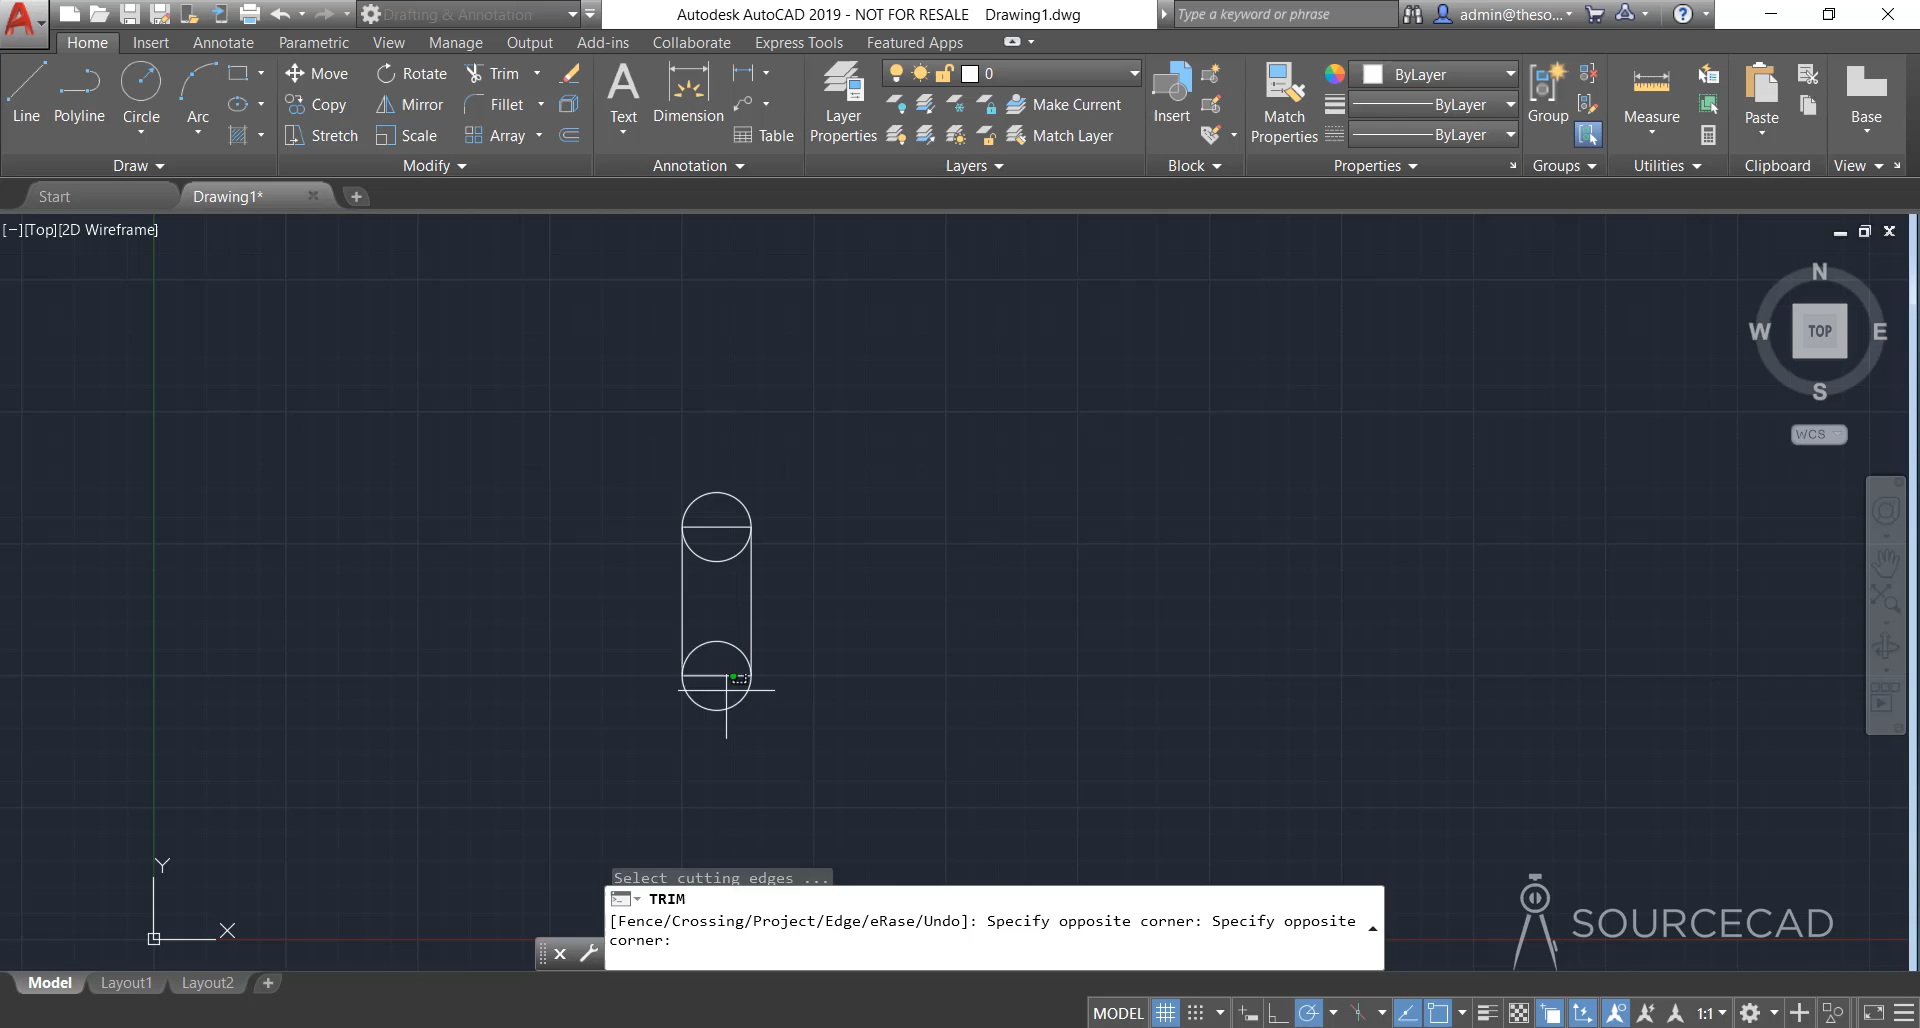 Drafting & Annotation
Autodesk AutoCAD 2019 - NOT FOR RESALE Drawing1.dwg
Type a keyword or phrase
admin@theso...
Home Insert Annotate Parametric View Manage Output Add-ins Collaborate Express Tools Featured Apps
Line Polyline Circle Arc
Move Rotate Trim
Copy Mirror Fillet
Stretch Scale Array
Text Dimension
Table
Layer Properties
0
Make Current
Match Layer
Insert
Match Properties
ByLayer
ByLayer
ByLayer
Group
Measure
Paste
Base
Draw Modify Annotation Layers Block Properties Groups Utilities Clipboard View
Start Drawing1*
[−][Top][2D Wireframe]
N
W TOP E
S
WCS
Y
X
Select cutting edges ...
TRIM
[Fence/Crossing/Project/Edge/eRase/Undo]: Specify opposite corner: Specify opposite
corner:
SOURCECAD
Model Layout1 Layout2
MODEL 1:1